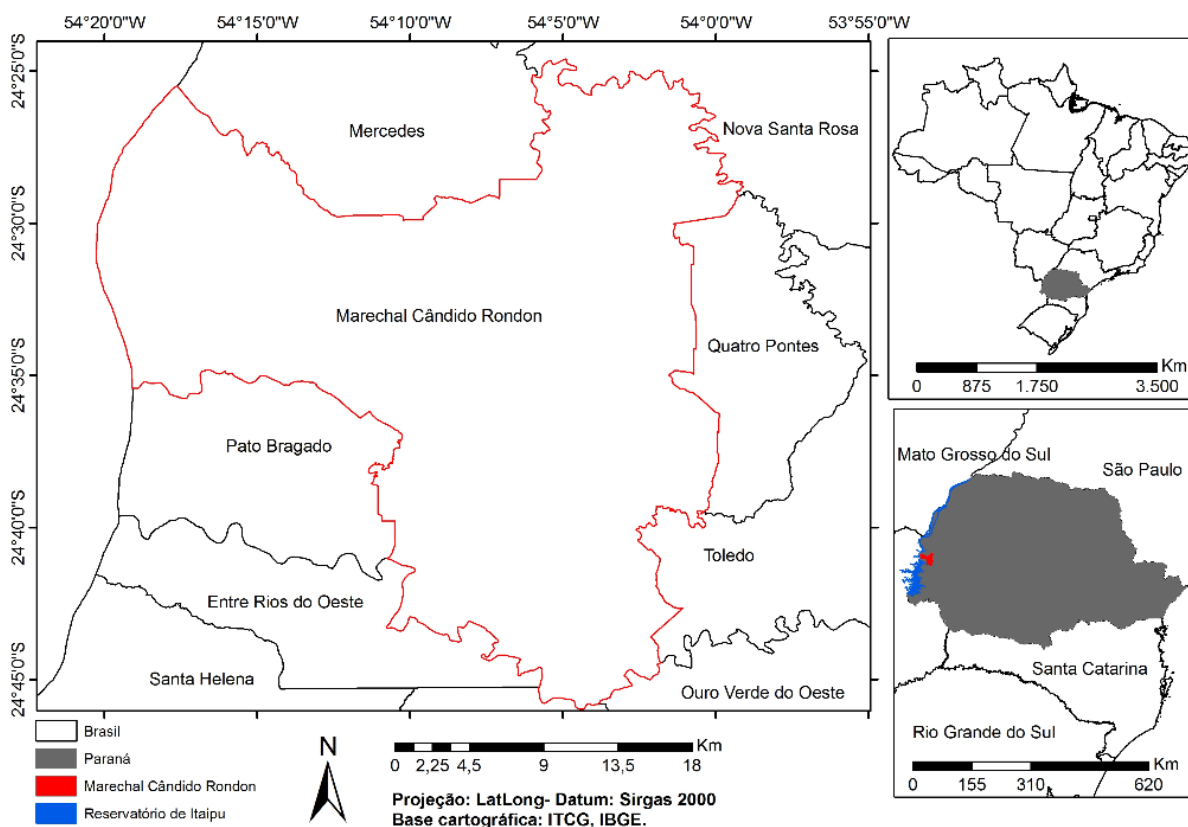 54°20'0"W 54°15'0"W 54°10'0"W 54°5'0"W 54°0'0"W 53°55'0"W
24°25'0"S
24°30'0"S
24°35'0"S
24°40'0"S
24°45'0"S
Mercedes
Nova Santa Rosa
Marechal Cândido Rondon
Quatro Pontes
Pato Bragado
Toledo
Entre Rios do Oeste
Santa Helena
Ouro Verde do Oeste
Km
0 875 1.750 3.500
Mato Grosso do Sul
São Paulo
Santa Catarina
Rio Grande do Sul
Km
0 155 310 620
Brasil
Paraná
Marechal Cândido Rondon
Reservatório de Itaipu
N
Km
0 2,25 4,5 9 13,5 18
Projeção: LatLong- Datum: Sirgas 2000
Base cartográfica: ITCG, IBGE.